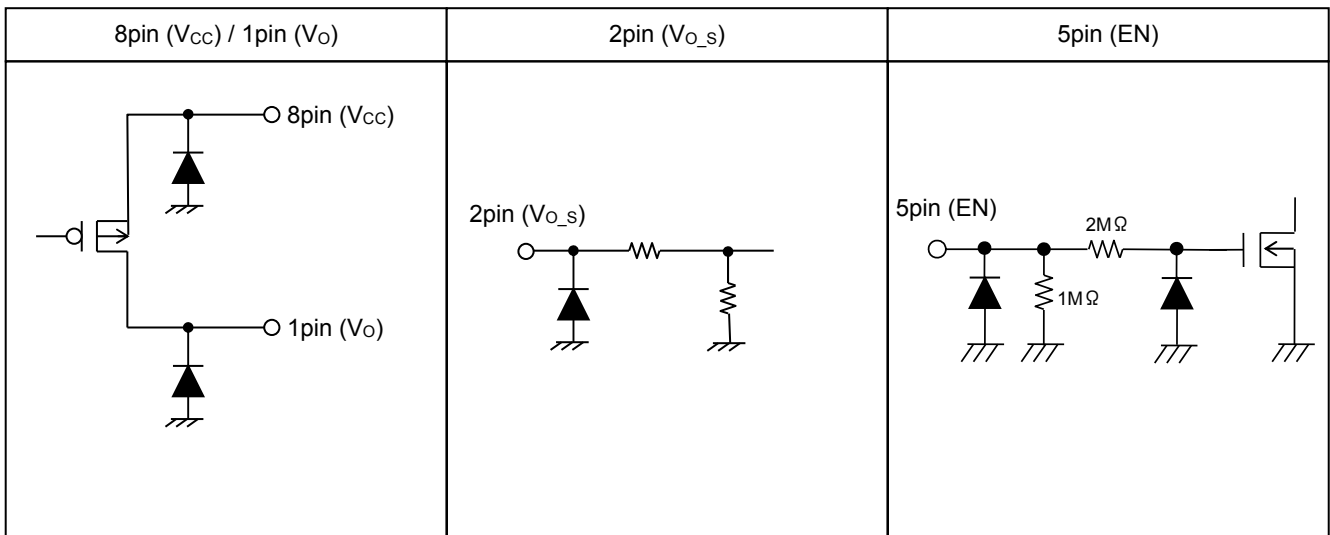 8pin (VCC) / 1pin (VO)
2pin (VO_S)
5pin (EN)
8pin (VCC)
1pin (VO)
2pin (VO_S)
5pin (EN)
2MΩ
1MΩ